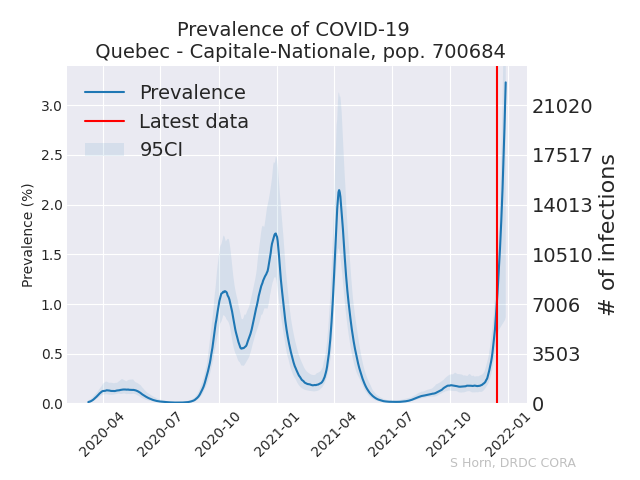 Prevalence of COVID-19
Quebec - Capitale-Nationale, pop. 700684
Prevalence
Latest data
95CI
Prevalence (%)
3.0
2.5
2.0
1.5
1.0
0.5
0.0
21020
17517
14013
10510
7006
3503
0
# of infections
2020-04
2020-07
2020-10
2021-01
2021-04
2021-07
2021-10
2022-01
S Horn, DRDC CORA